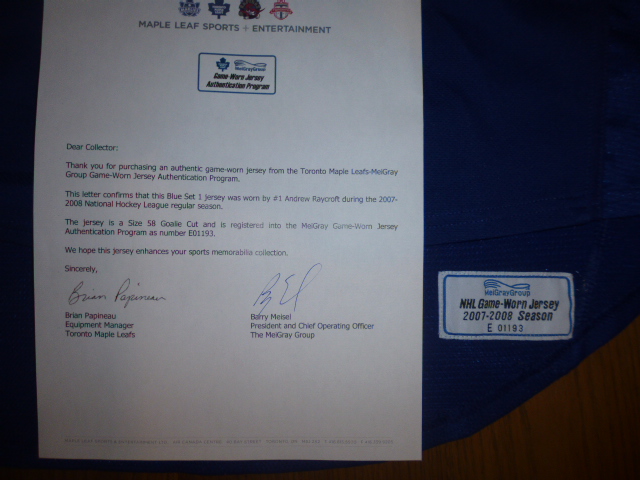 MAPLE LEAF SPORTS + ENTERTAINMENT
MeiGrayGroup
Game-Worn Jersey
Authentication Program
Dear Collector:
Thank you for purchasing an authentic game-worn jersey from the Toronto Maple Leafs-MeiGray
Group Game-Worn Jersey Authentication Program.
This letter confirms that this Blue Set 1 jersey was worn by #1 Andrew Raycroft during the 2007-
2008 National Hockey League regular season.
The jersey is a Size 58 Goalie Cut and is registered into the MeiGray Game-Worn Jersey
Authentication Program as number E01193.
We hope this jersey enhances your sports memorabilia collection.
Sincerely,
Brian Papineau
Brian Papineau
Equipment Manager
Toronto Maple Leafs
Barry Meisel
President and Chief Operating Officer
The MeiGray Group
MeiGrayGroup
NHL Game-Worn Jersey
2007-2008 Season
E 01193